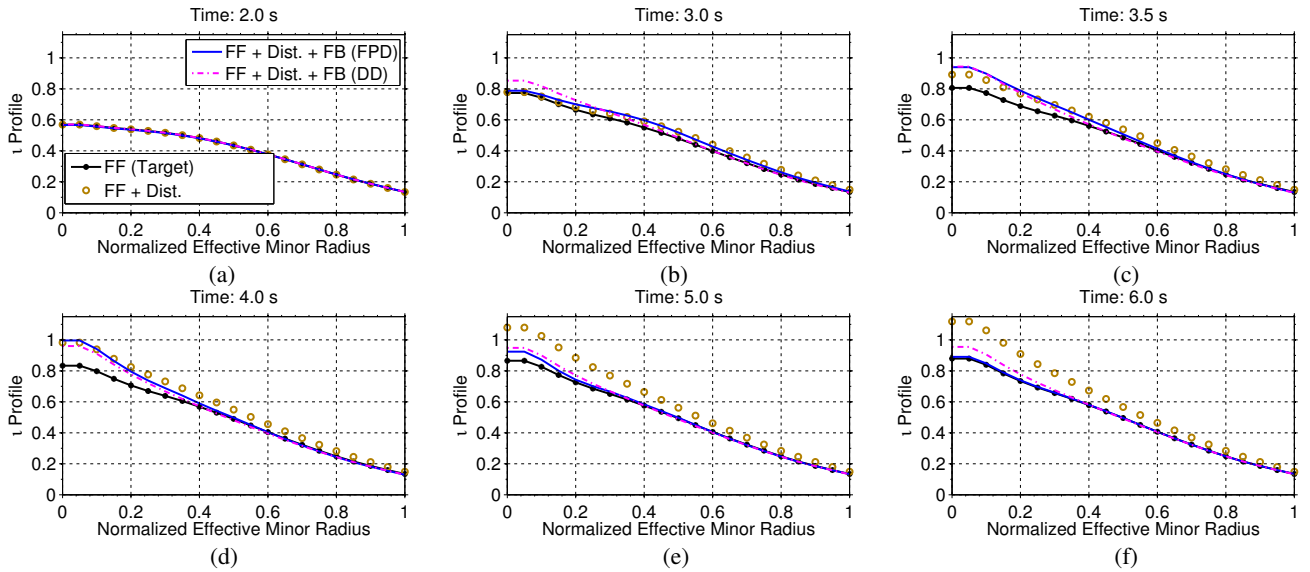 Time: 2.0 s
ι Profile
1
0.8
0.6
0.4
0.2
0
FF + Dist. + FB (FPD)
FF + Dist. + FB (DD)
FF (Target)
FF + Dist.
0 0.2 0.4 0.6 0.8 1
Normalized Effective Minor Radius
(a)
Time: 3.0 s
ι Profile
1
0.8
0.6
0.4
0.2
0
0 0.2 0.4 0.6 0.8 1
Normalized Effective Minor Radius
(b)
Time: 3.5 s
ι Profile
1
0.8
0.6
0.4
0.2
0
0 0.2 0.4 0.6 0.8 1
Normalized Effective Minor Radius
(c)
Time: 4.0 s
ι Profile
1
0.8
0.6
0.4
0.2
0
0 0.2 0.4 0.6 0.8 1
Normalized Effective Minor Radius
(d)
Time: 5.0 s
ι Profile
1
0.8
0.6
0.4
0.2
0
0 0.2 0.4 0.6 0.8 1
Normalized Effective Minor Radius
(e)
Time: 6.0 s
ι Profile
1
0.8
0.6
0.4
0.2
0
0 0.2 0.4 0.6 0.8 1
Normalized Effective Minor Radius
(f)